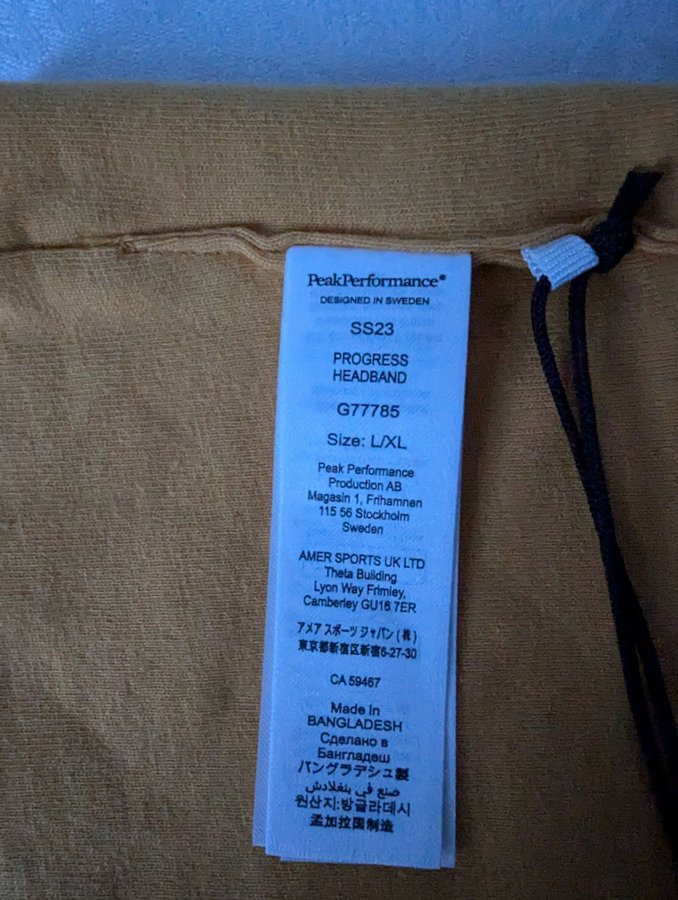 PeakPerformance®
DESIGNED IN SWEDEN
SS23
PROGRESS
HEADBAND
G77785
Size: L/XL
Peak Performance
Production AB
Magasin 1, Frihamnen
115 56 Stockholm
Sweden
AMER SPORTS UK LTD
Theta Building
Lyon Way Frimley,
Camberley GU16 7ER
アメア スポーツ ジャパン (株)
東京都新宿区新宿6-27-30
CA 59467
Made in
BANGLADESH
Сделано в
Бангладеш
バングラデシュ製
صنع في بنغلادش
원산지:방글라데시
孟加拉国制造